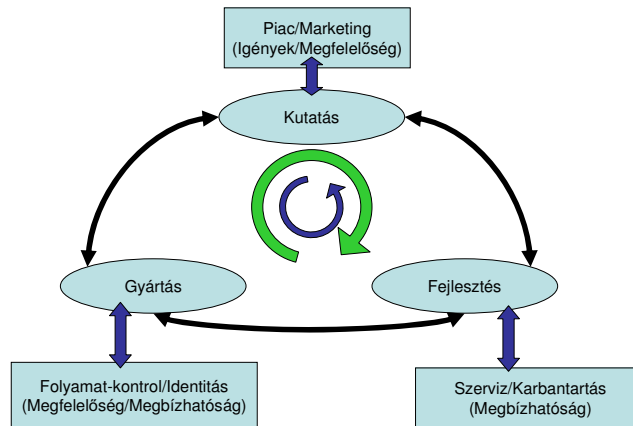 Piac/Marketing
(Igények/Megfelelőség)
Kutatás
Gyártás
Fejlesztés
Folyamat-kontrol/Identitás
(Megfelelőség/Megbízhatóság)
Szerviz/Karbantartás
(Megbízhatóság)